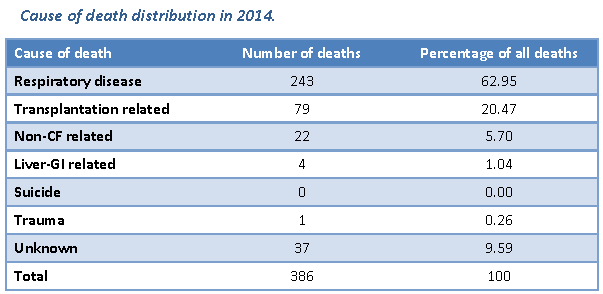 Cause of death distribution in 2014.
Cause of death Number of deaths Percentage of all deaths
Respiratory disease 243 62.95
Transplantation related 79 20.47
Non-CF related 22 5.70
Liver-GI related 4 1.04
Suicide 0 0.00
Trauma 1 0.26
Unknown 37 9.59
Total 386 100